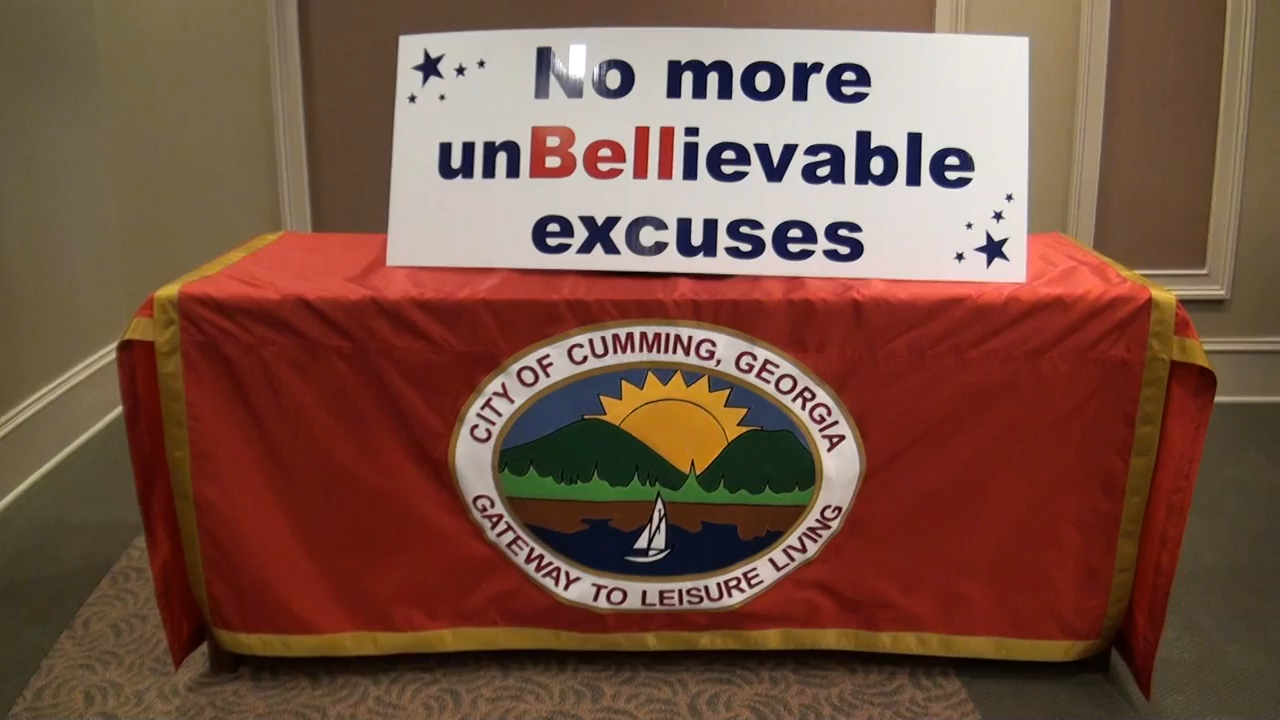 No more
unBellievable
excuses
CITY OF CUMMING, GEORGIA
GATEWAY TO LEISURE LIVING